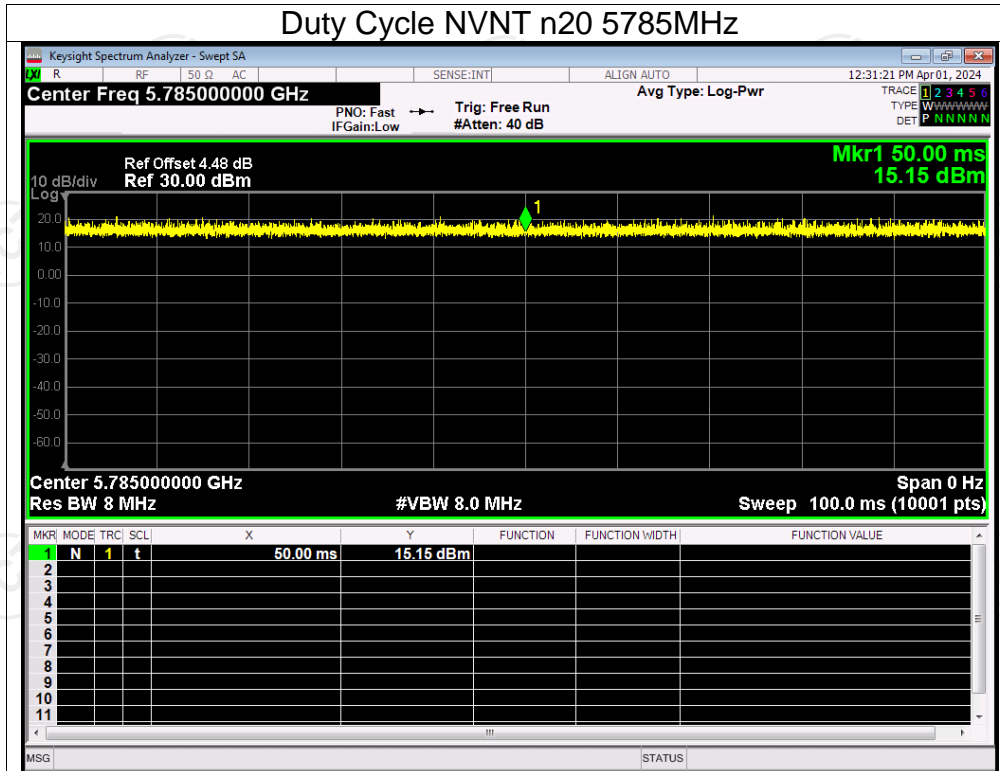 Duty Cycle NVNT n20 5785MHz
Keysight Spectrum Analyzer - Swept SA
LXI R RF 50 Ω AC SENSE:INT ALIGN AUTO 12:31:21 PM Apr 01, 2024
Center Freq 5.785000000 GHz Avg Type: Log-Pwr TRACE 1 2 3 4 5 6
PNO: Fast Trig: Free Run TYPE WWWWWW
IFGain:Low #Atten: 40 dB DET P N N N N N
Mkr1 50.00 ms
Ref Offset 4.48 dB
10 dB/div Ref 30.00 dBm 15.15 dBm
Log
1
20.0
10.0
0.00
-10.0
-20.0
-30.0
-40.0
-50.0
-60.0
Center 5.785000000 GHz Span 0 Hz
Res BW 8 MHz #VBW 8.0 MHz Sweep 100.0 ms (10001 pts)
MKR MODE TRC SCL X Y FUNCTION FUNCTION WIDTH FUNCTION VALUE
1 N 1 t 50.00 ms 15.15 dBm
2
3
4
5
6
7
8
9
10
11
MSG STATUS